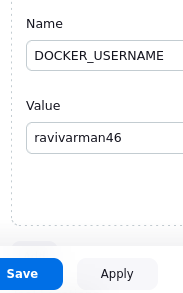 Name
DOCKER_USERNAME
Value
ravivarman46
Save
Apply